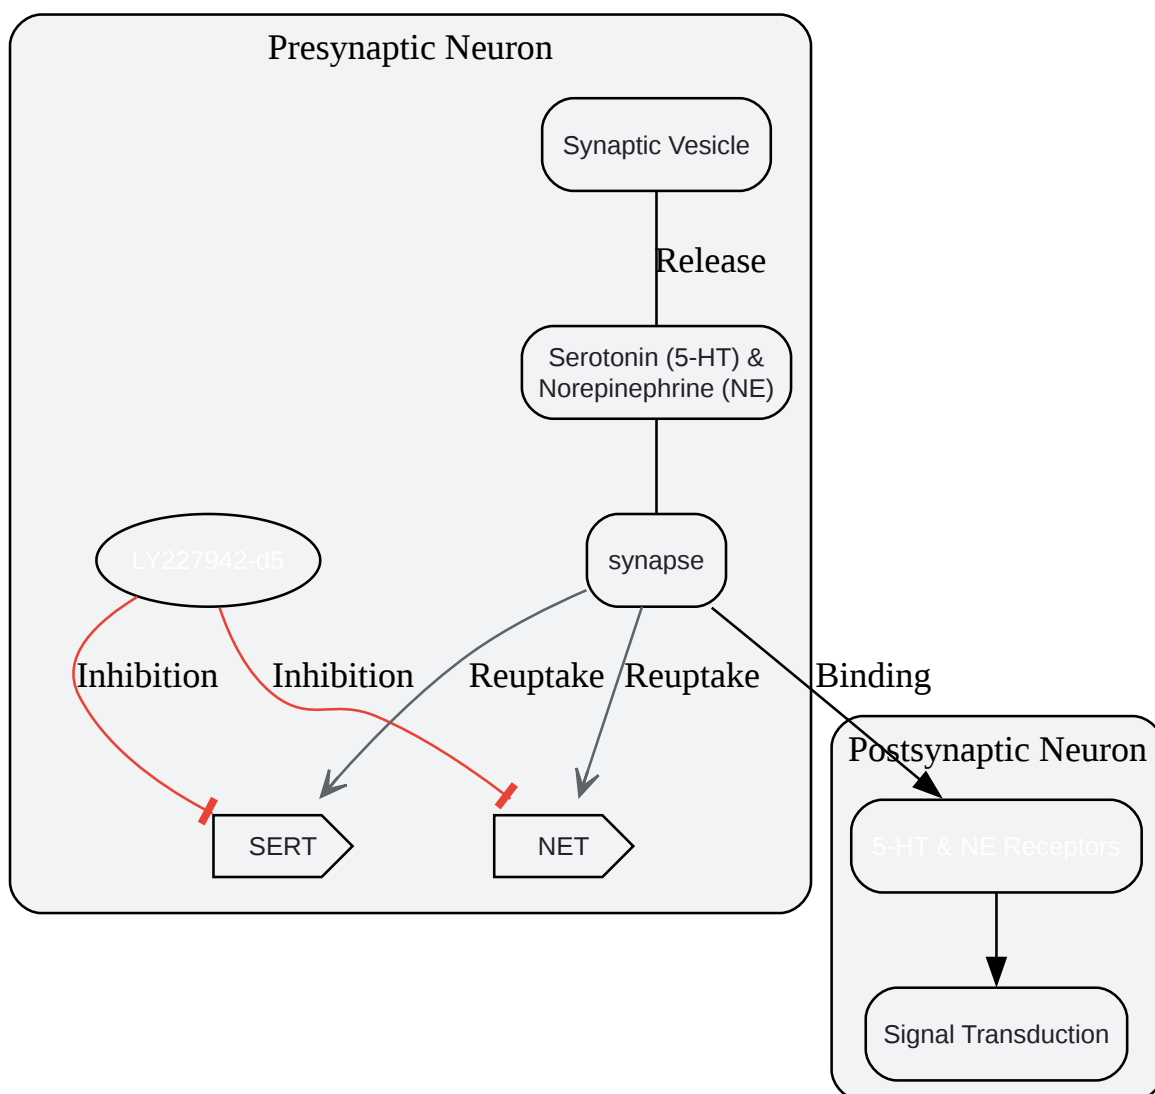 Presynaptic Neuron
Synaptic Vesicle
Release
Serotonin (5-HT) &
Norepinephrine (NE)
LY227942-d5
synapse
Inhibition
Inhibition
Reuptake
Reuptake
Binding
Postsynaptic Neuron
SERT
NET
5-HT & NE Receptors
Signal Transduction